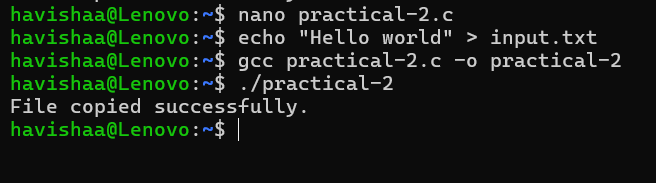 havishaa@Lenovo:~$ nano practical-2.c
havishaa@Lenovo:~$ echo "Hello world" > input.txt
havishaa@Lenovo:~$ gcc practical-2.c -o practical-2
havishaa@Lenovo:~$ ./practical-2
File copied successfully.
havishaa@Lenovo:~$